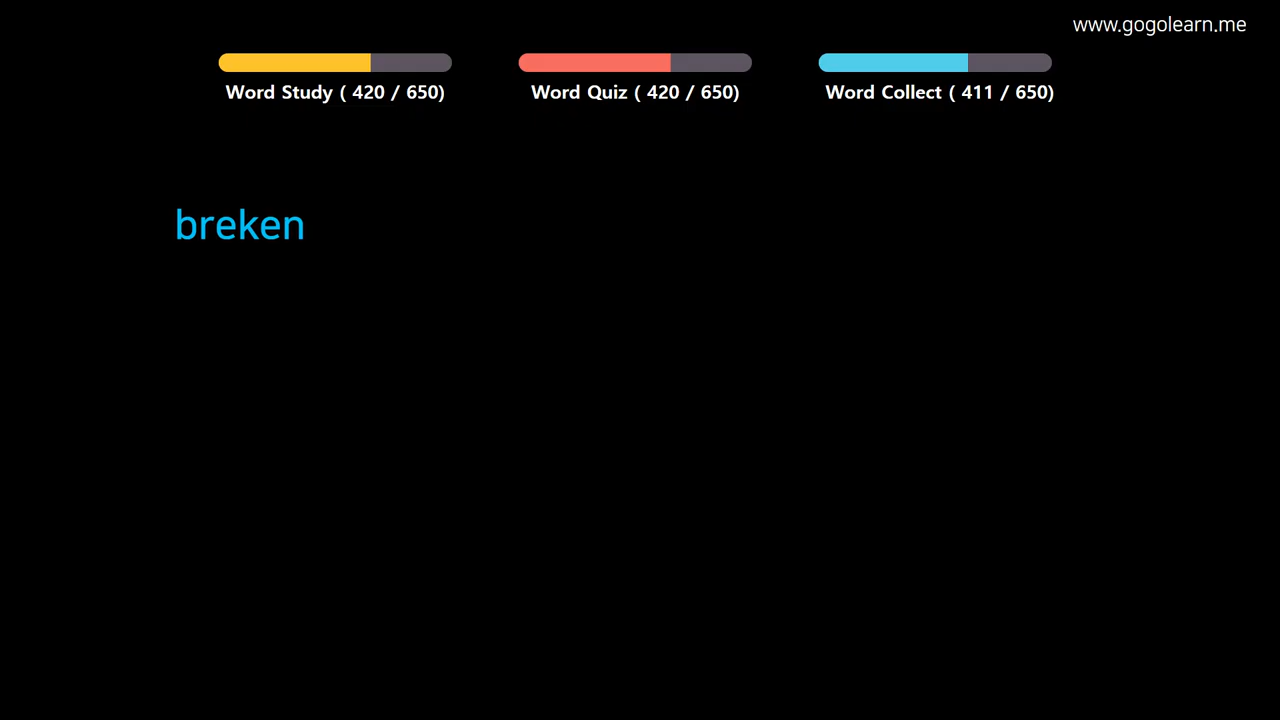 www.gogolearn.me
Word Study ( 420 / 650)
Word Quiz ( 420 / 650)
Word Collect ( 411 / 650)
breken